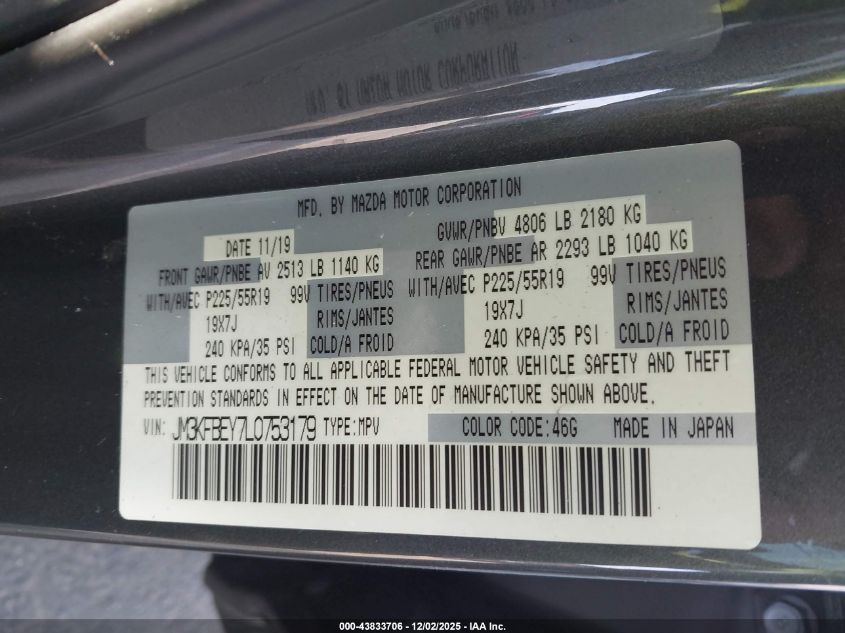 MFD. BY MAZDA MOTOR CORPORATION
DATE 11/19 GVWR/PNBV 4806 LB 2180 KG
FRONT GAWR/PNBE AV 2513 LB 1140 KG REAR GAWR/PNBE AR 2293 LB 1040 KG
WITH/AVEC P225/55R19 99V TIRES/PNEUS WITH/AVEC P225/55R19 99V TIRES/PNEUS
19X7J RIMS/JANTES 19X7J RIMS/JANTES
240 KPA/35 PSI COLD/A FROID 240 KPA/35 PSI COLD/A FROID
THIS VEHICLE CONFORMS TO ALL APPLICABLE FEDERAL MOTOR VEHICLE SAFETY AND THEFT
PREVENTION STANDARDS IN EFFECT ON THE DATE OF MANUFACTURE SHOWN ABOVE.
VIN: JM3KFBEY7L0753179 TYPE:MPV COLOR CODE:46G MADE IN JAPAN
000-43833706 - 12/02/2025 - IAA Inc.